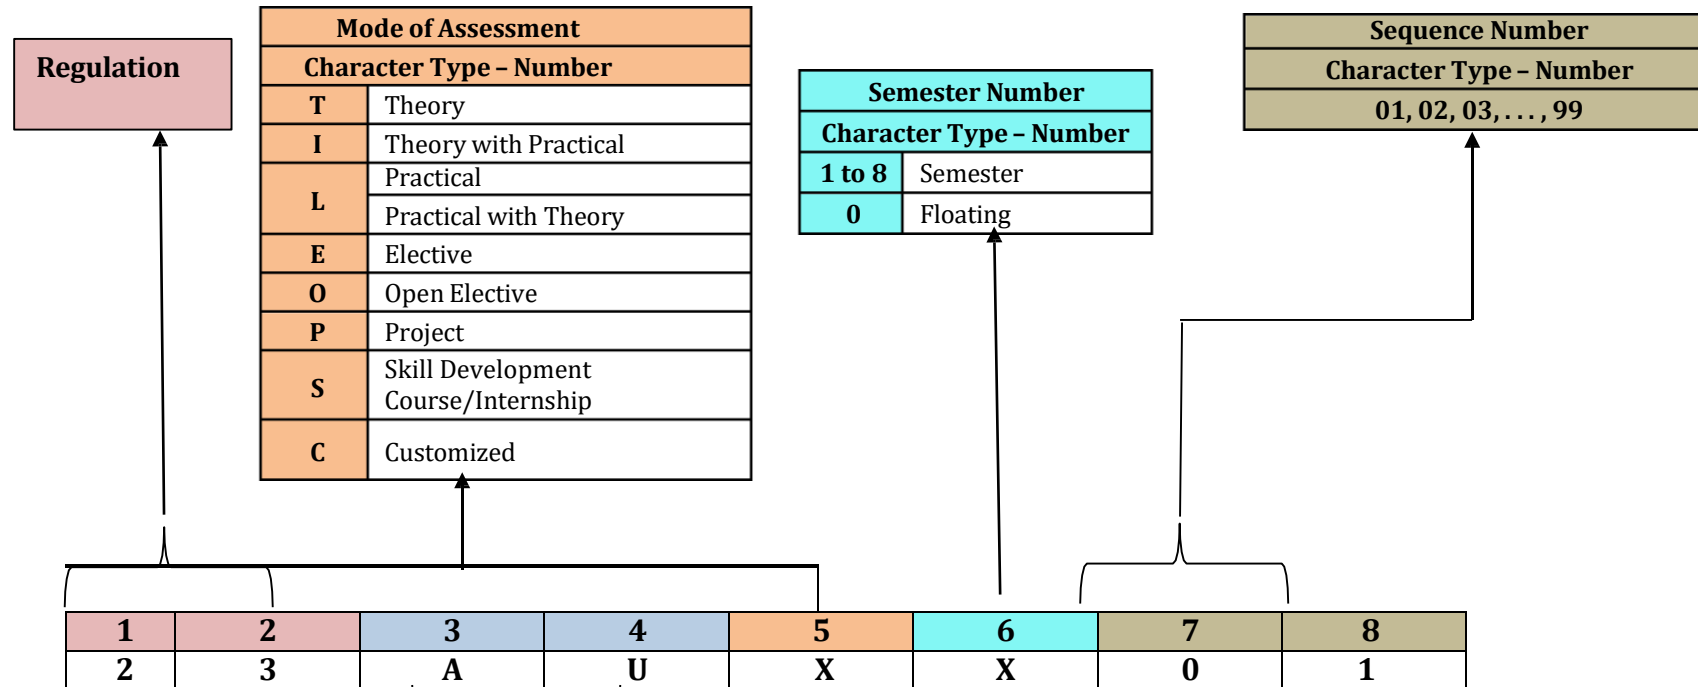 Regulation
Mode of Assessment
Character Type – Number
T Theory
I Theory with Practical
L Practical
Practical with Theory
E Elective
O Open Elective
P Project
S Skill Development
Course/Internship
C Customized
Semester Number
Character Type – Number
1 to 8 Semester
0 Floating
Sequence Number
Character Type – Number
01, 02, 03, . . . , 99
1 2 3 4 5 6 7 8
2 3 A U X X 0 1